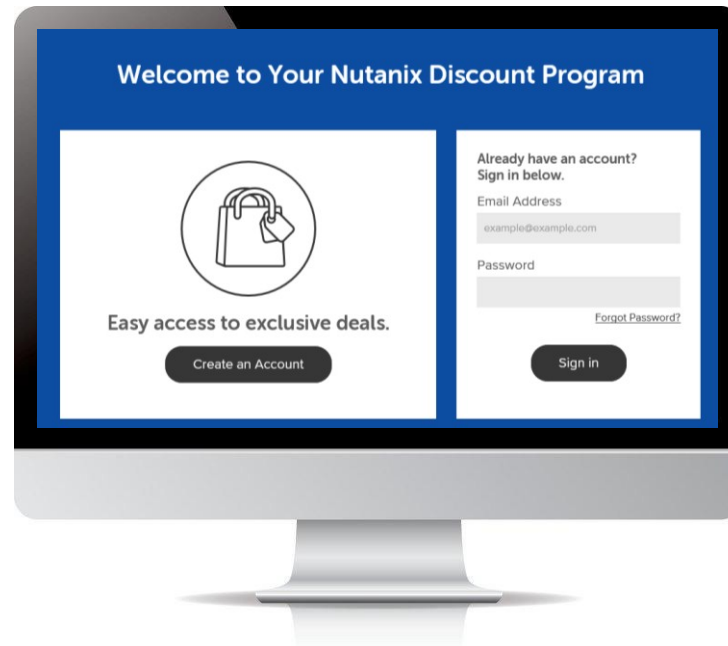 Welcome to Your Nutanix Discount Program
Easy access to exclusive deals.
Create an Account
Already have an account?
Sign in below.
Email Address
example@example.com
Password
Forgot Password?
Sign in